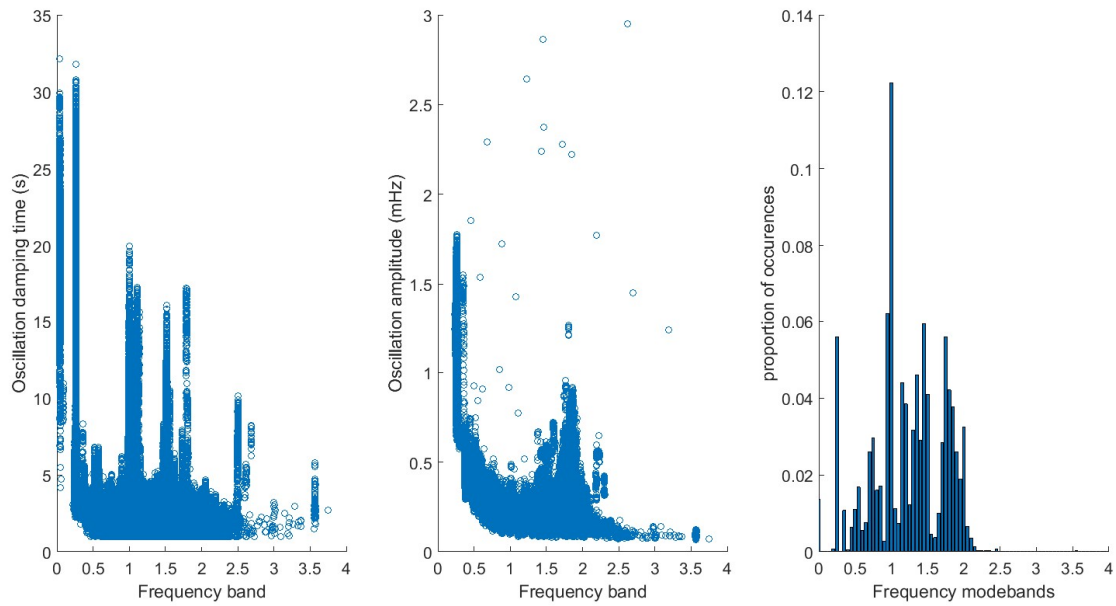 35
30
25
20
15
10
5
0
Oscillation damping time (s)
0 0.5 1 1.5 2 2.5 3 3.5 4
Frequency band
3
2.5
2
1.5
1
0.5
0
Oscillation amplitude (mHz)
0 0.5 1 1.5 2 2.5 3 3.5 4
Frequency band
0.14
0.12
0.1
0.08
0.06
0.04
0.02
0
proportion of occurences
0 0.5 1 1.5 2 2.5 3 3.5 4
Frequency modebands